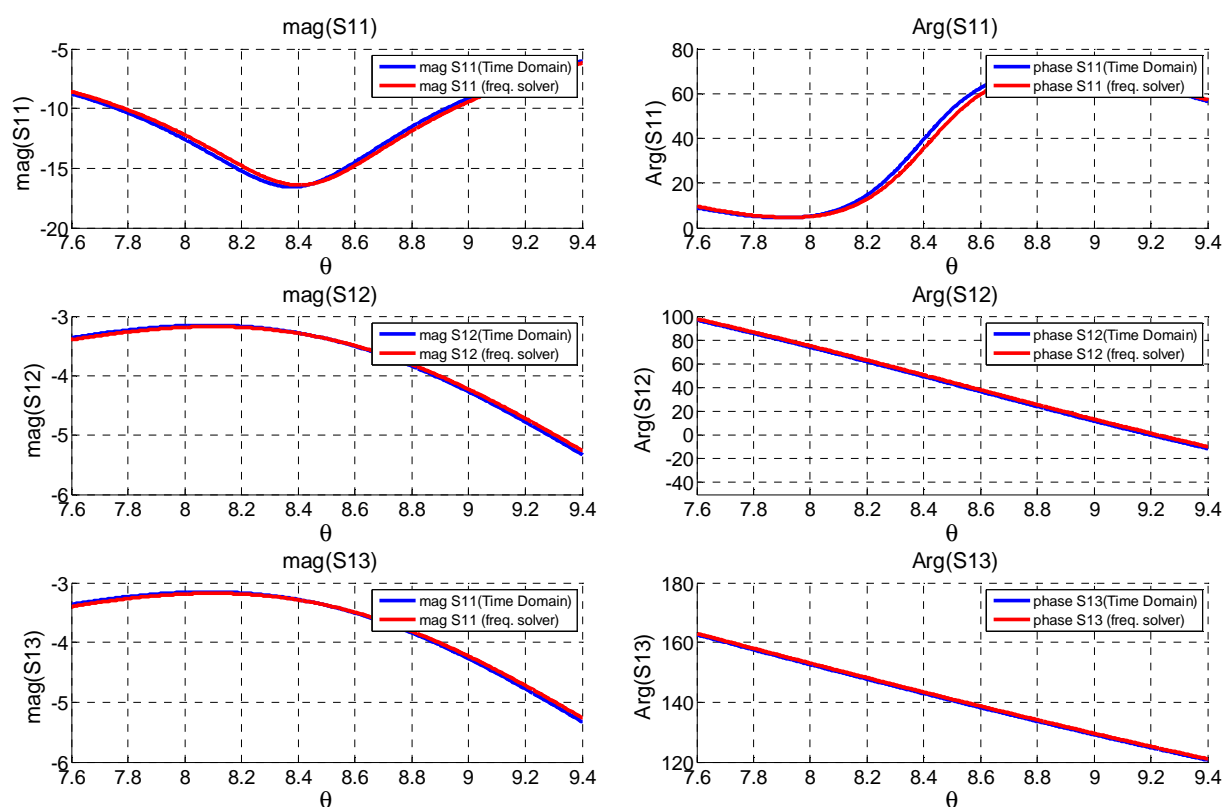 mag(S11)
-5
-10
-15
-20
mag(S11)
mag S11(Time Domain)
mag S11 (freq. solver)
7.6 7.8 8 8.2 8.4 8.6 8.8 9 9.2 9.4
θ
Arg(S11)
80
60
40
20
0
Arg(S11)
phase S11(Time Domain)
phase S11 (freq. solver)
7.6 7.8 8 8.2 8.4 8.6 8.8 9 9.2 9.4
θ
mag(S12)
-3
-4
-5
-6
mag(S12)
mag S12(Time Domain)
mag S12 (freq. solver)
7.6 7.8 8 8.2 8.4 8.6 8.8 9 9.2 9.4
θ
Arg(S12)
100
80
60
40
20
0
-20
-40
Arg(S12)
phase S12(Time Domain)
phase S12 (freq. solver)
7.6 7.8 8 8.2 8.4 8.6 8.8 9 9.2 9.4
θ
mag(S13)
-3
-4
-5
-6
mag(S13)
mag S11(Time Domain)
mag S11 (freq. solver)
7.6 7.8 8 8.2 8.4 8.6 8.8 9 9.2 9.4
θ
Arg(S13)
180
160
140
120
Arg(S13)
phase S13(Time Domain)
phase S13 (freq. solver)
7.6 7.8 8 8.2 8.4 8.6 8.8 9 9.2 9.4
θ